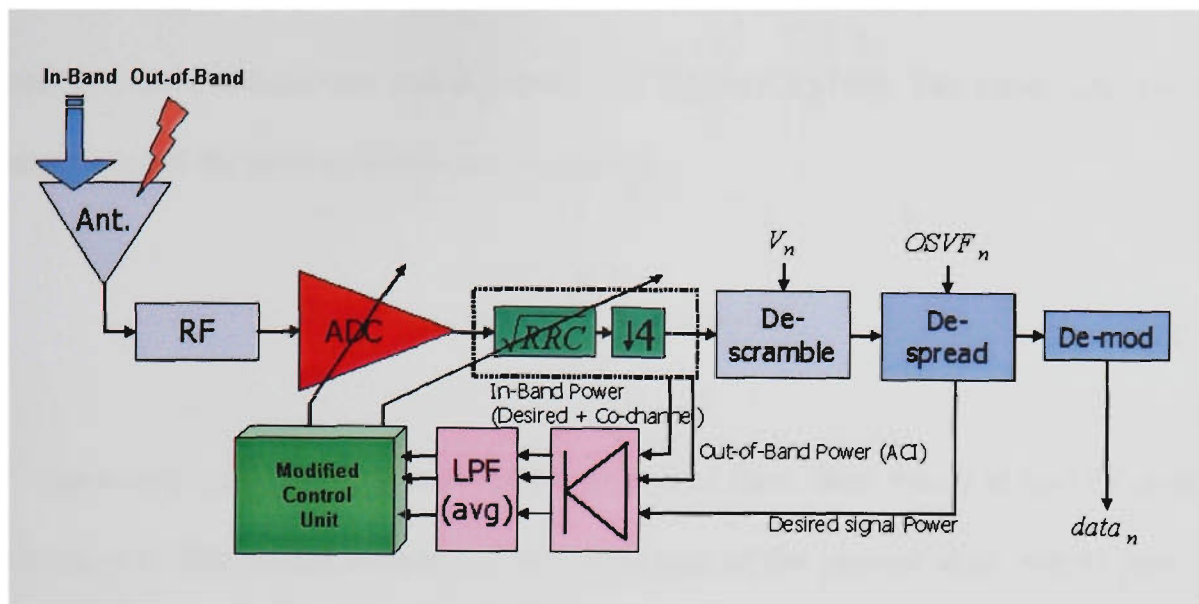 In-Band Out-of-Band
Ant.
RF
ADC
√RRC
↓4
V_n
De-
scramble
OSVF_n
De-
spread
De-mod
In-Band Power
(Desired + Co-channel)
Out-of-Band Power (ACI)
Desired signal Power
data_n
Modified
Control
Unit
LPF
(avg)